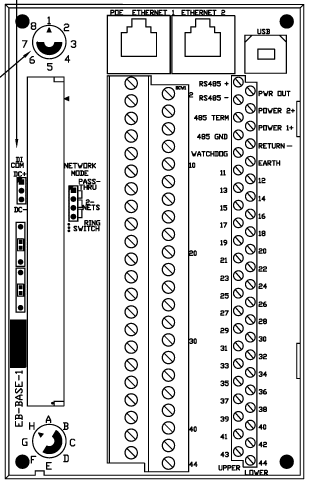 POE ETHERNET 1 ETHERNET 2
USB
8 1 2
7 3
6 5 4
RS485 +
RS485 -
485 TERM
485 GND
WATCHDOG
PWR OUT
POWER 2+
POWER 1+
RETURN -
EARTH
DI
COM
DC+
DC-
NETWORK
MODE
PASS-
THRU
2-
NETS
RING
SWITCH
2
10
20
30
40
44
11
12
13
14
15
16
17
18
19
20
21
22
23
24
25
26
27
28
29
30
31
32
33
34
35
36
37
38
39
40
41
42
43
44
UPPER LOWER
EB-BASE-1
H A B
G C
F E D